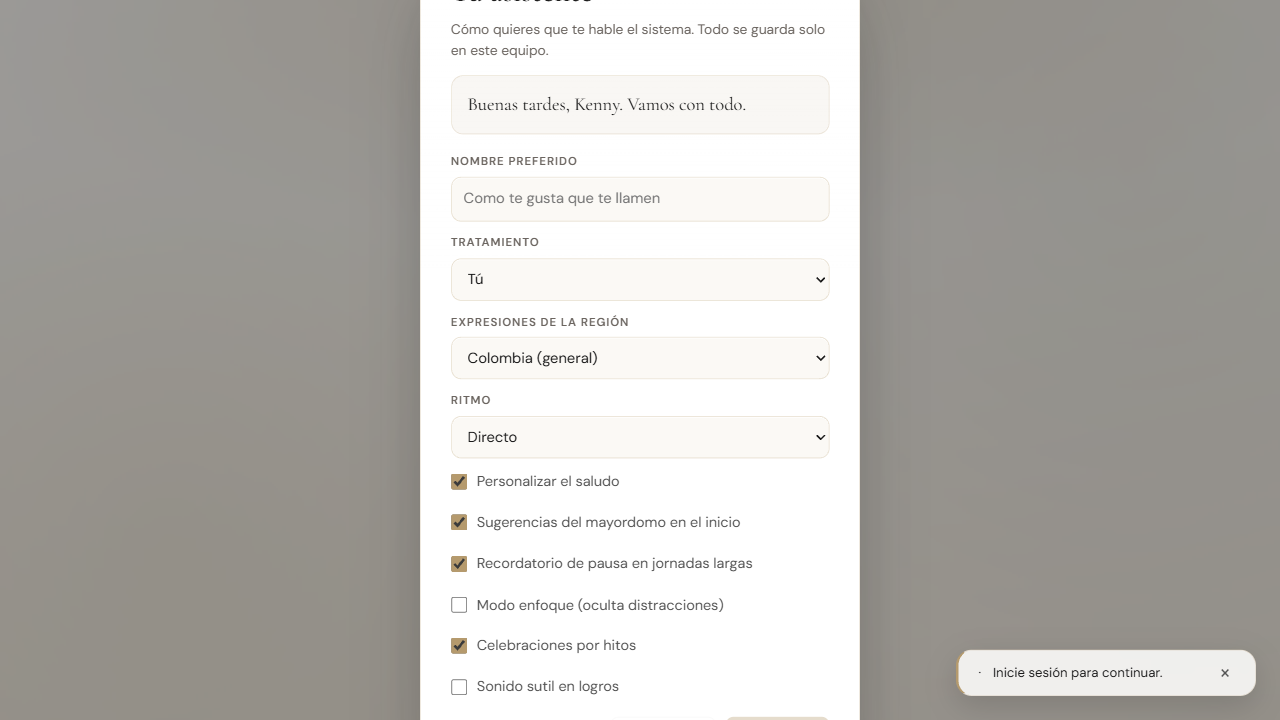 Cómo quieres que te hable el sistema. Todo se guarda solo
en este equipo.
Buenas tardes, Kenny. Vamos con todo.
NOMBRE PREFERIDO
Como te gusta que te llamen
TRATAMIENTO
Tú
EXPRESIONES DE LA REGIÓN
Colombia (general)
RITMO
Directo
Personalizar el saludo
Sugerencias del mayordomo en el inicio
Recordatorio de pausa en jornadas largas
Modo enfoque (oculta distracciones)
Celebraciones por hitos
Sonido sutil en logros
· Inicie sesión para continuar. ×